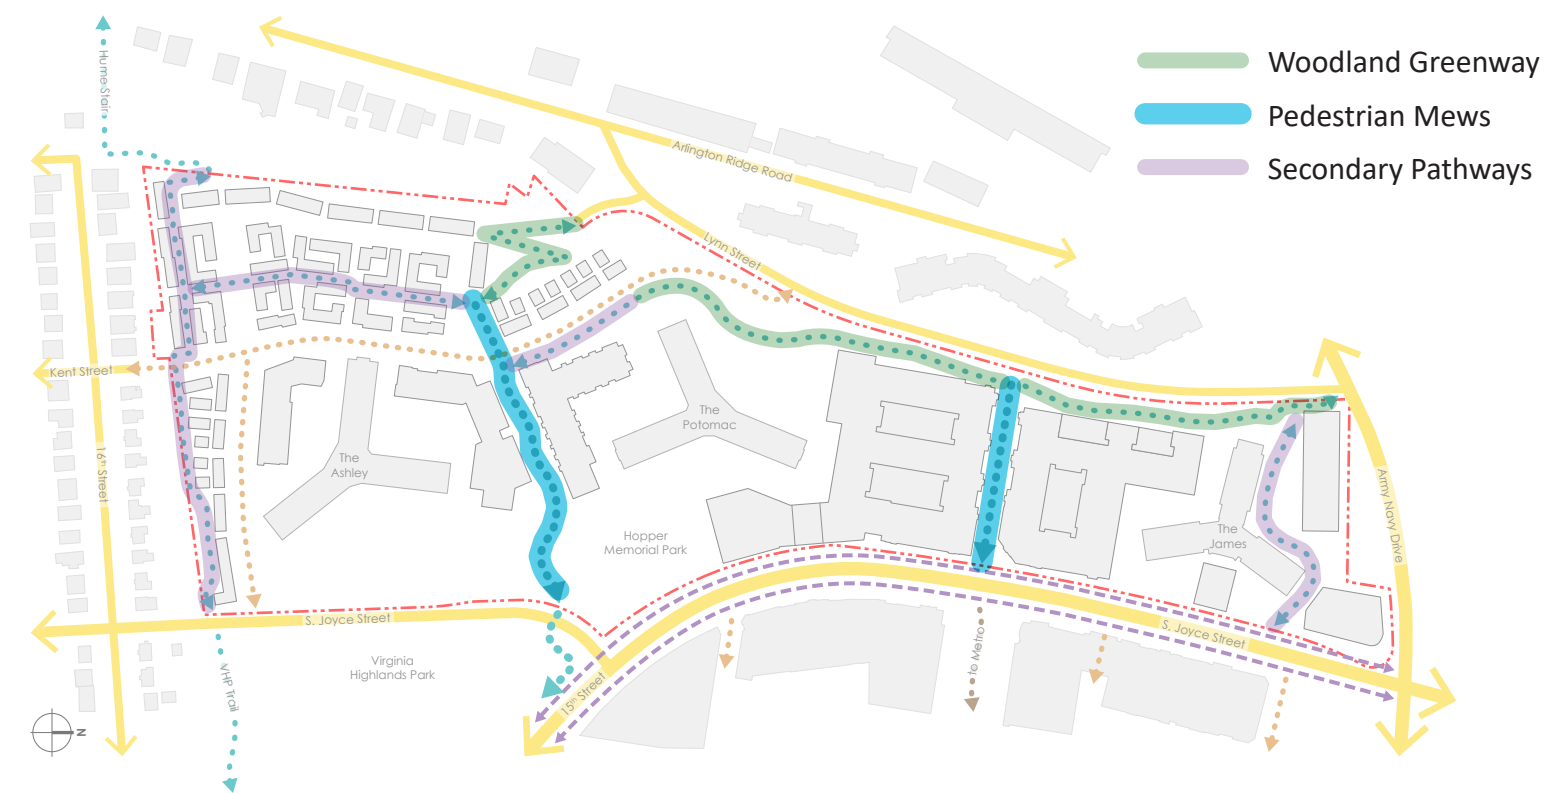 Woodland Greenway
Pedestrian Mews
Secondary Pathways
Hume Stair
Arlington Ridge Road
Lynn Street
Kent Street
16th Street
The
Ashley
The
Potomac
Hopper
Memorial Park
The
James
Army Navy Drive
S. Joyce Street
S. Joyce Street
Virginia
Highlands Park
15th Street
to Metro
VHP Trail
N